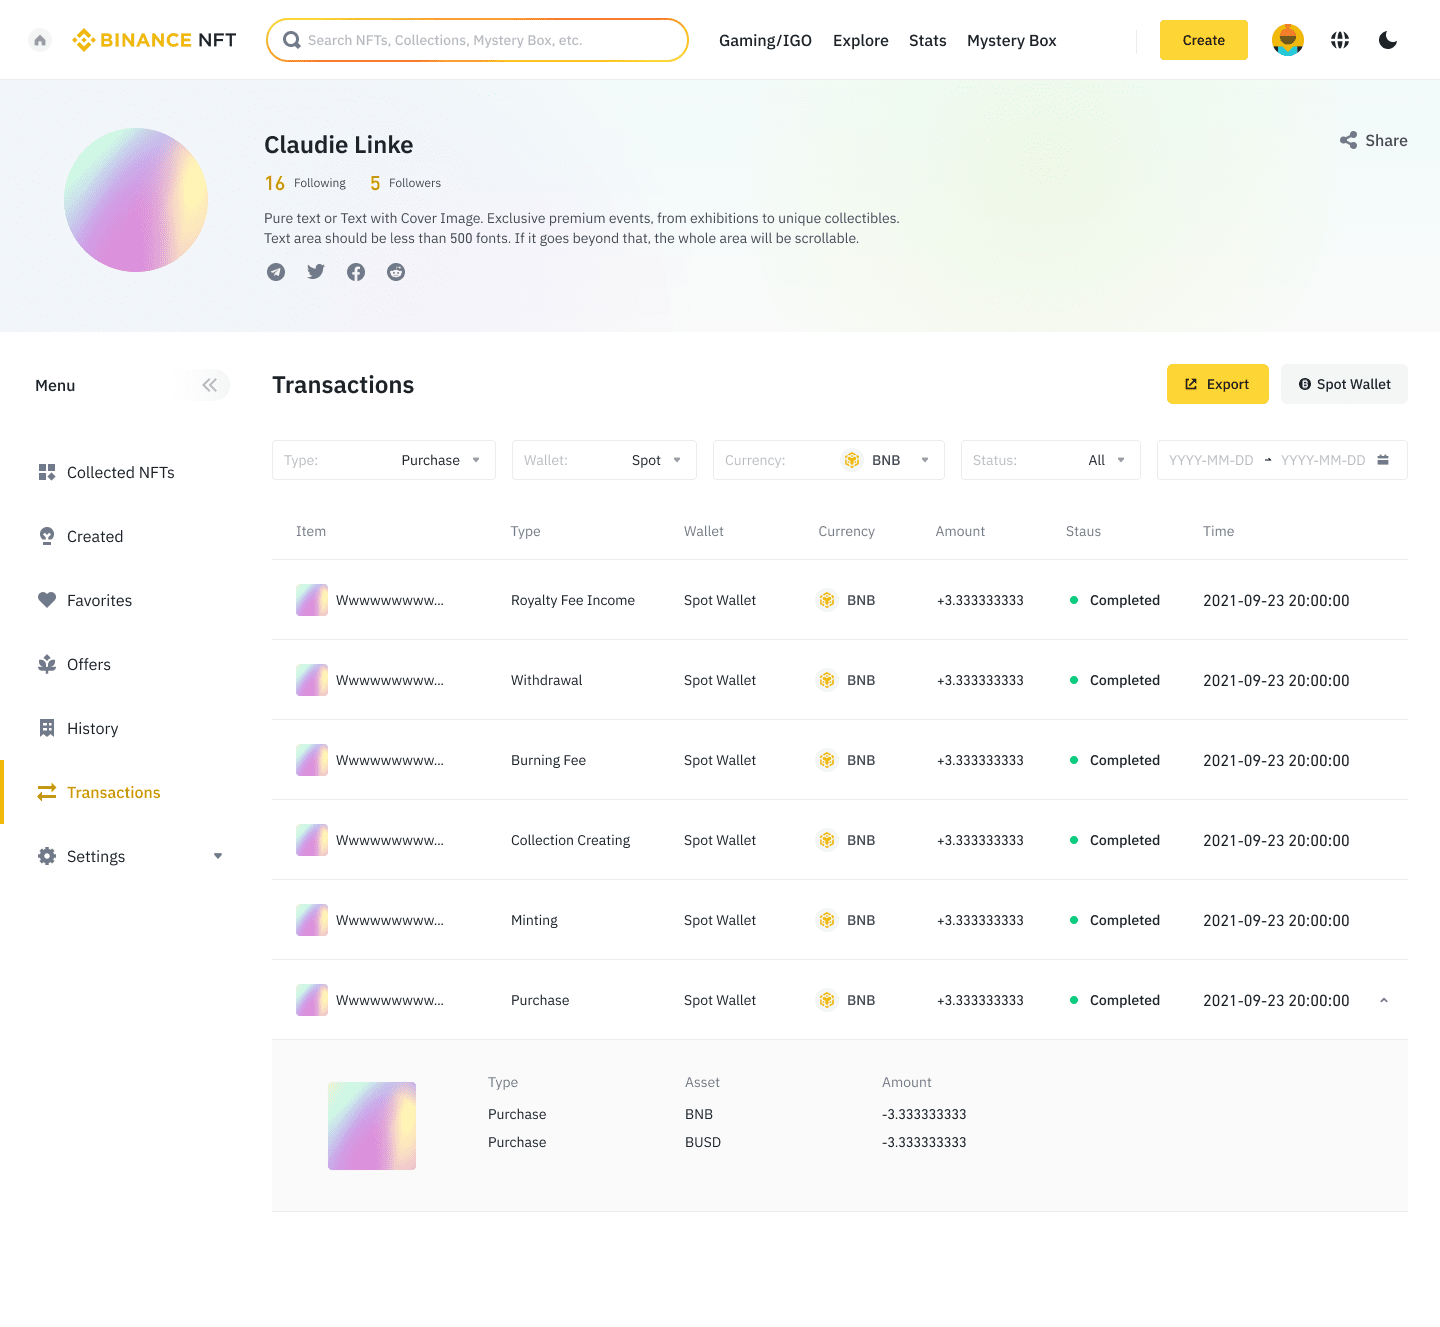 BINANCE NFT
Search NFTs, Collections, Mystery Box, etc.
Gaming/IGO Explore Stats Mystery Box
Create
Claudie Linke
Share
16 Following 5 Followers
Pure text or Text with Cover Image. Exclusive premium events, from exhibitions to unique collectibles.
Text area should be less than 500 fonts. If it goes beyond that, the whole area will be scrollable.
Menu
Collected NFTs
Created
Favorites
Offers
History
Transactions
Settings
Transactions
Export
Spot Wallet
Type: Purchase Wallet: Spot Currency: BNB Status: All YYYY-MM-DD YYYY-MM-DD
Item Type Wallet Currency Amount Staus Time
Wwwwwwwww... Royalty Fee Income Spot Wallet BNB +3.333333333 Completed 2021-09-23 20:00:00
Wwwwwwwww... Withdrawal Spot Wallet BNB +3.333333333 Completed 2021-09-23 20:00:00
Wwwwwwwww... Burning Fee Spot Wallet BNB +3.333333333 Completed 2021-09-23 20:00:00
Wwwwwwwww... Collection Creating Spot Wallet BNB +3.333333333 Completed 2021-09-23 20:00:00
Wwwwwwwww... Minting Spot Wallet BNB +3.333333333 Completed 2021-09-23 20:00:00
Wwwwwwwww... Purchase Spot Wallet BNB +3.333333333 Completed 2021-09-23 20:00:00
Type Asset Amount
Purchase BNB -3.333333333
Purchase BUSD -3.333333333